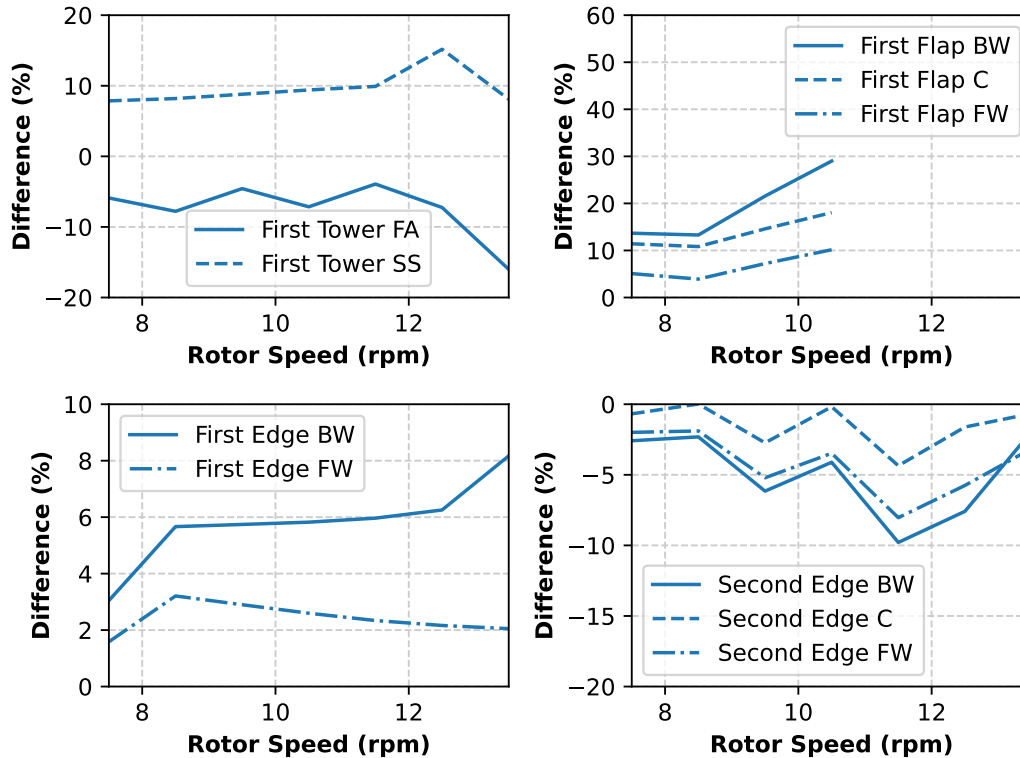 20
10
0
−10
−20
Difference (%)
First Tower FA
First Tower SS
8
10
12
Rotor Speed (rpm)
60
50
40
30
20
10
0
Difference (%)
First Flap BW
First Flap C
First Flap FW
8
10
12
Rotor Speed (rpm)
10
8
6
4
2
0
Difference (%)
First Edge BW
First Edge FW
8
10
12
Rotor Speed (rpm)
0
−5
−10
−15
−20
Difference (%)
Second Edge BW
Second Edge C
Second Edge FW
8
10
12
Rotor Speed (rpm)